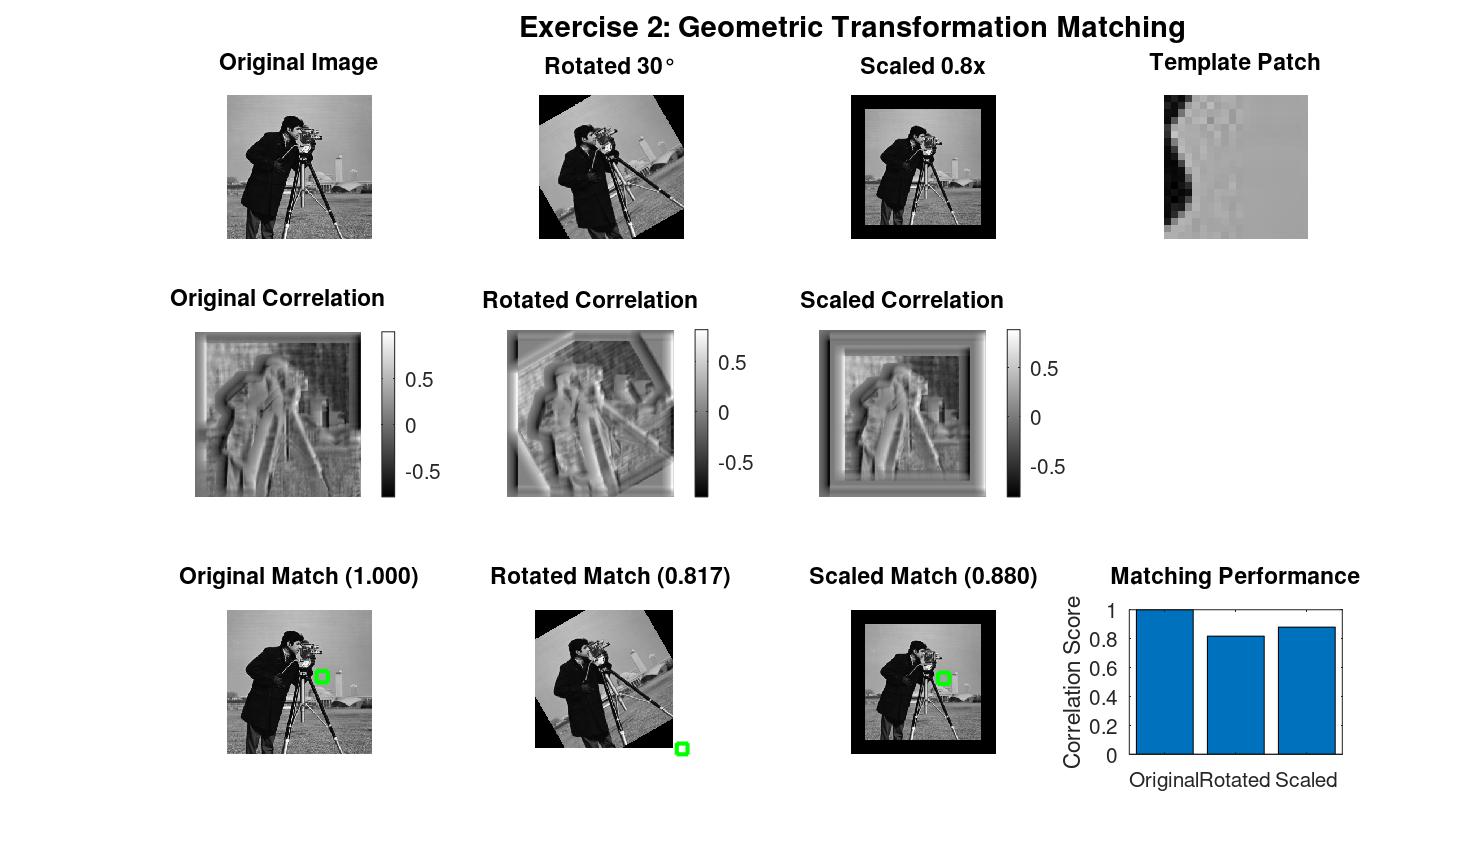 Exercise 2: Geometric Transformation Matching
Original Image
Rotated 30°
Scaled 0.8x
Template Patch
Original Correlation
0.5
0
-0.5
Rotated Correlation
0.5
0
-0.5
Scaled Correlation
0.5
0
-0.5
Original Match (1.000)
Rotated Match (0.817)
Scaled Match (0.880)
Matching Performance
Correlation Score
1
0.8
0.6
0.4
0.2
0
Original
Rotated
Scaled